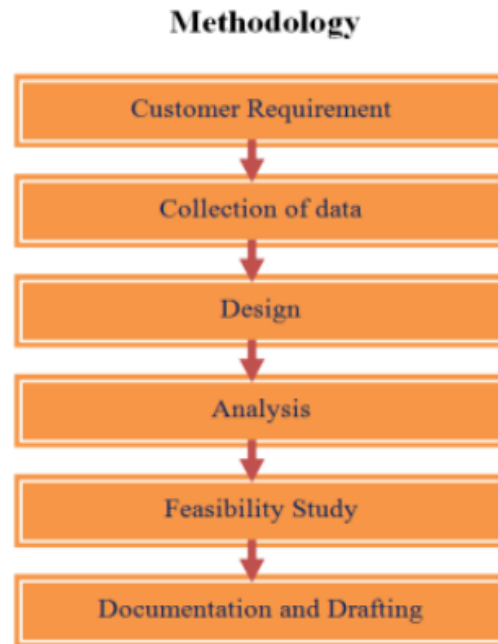 Methodology
Customer Requirement
Collection of data
Design
Analysis
Feasibility Study
Documentation and Drafting